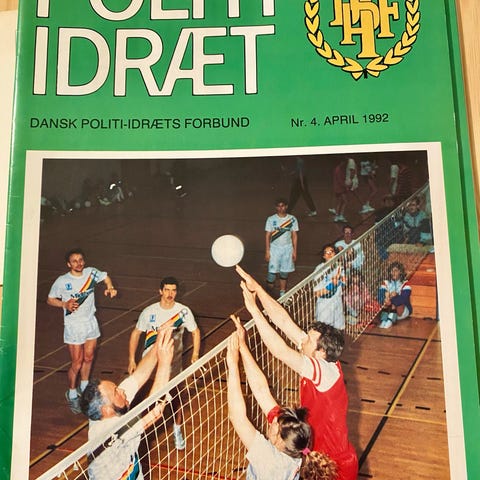 POLITI
IDRÆT
DANSK POLITI-IDRÆTS FORBUND
Nr. 4. APRIL 1992